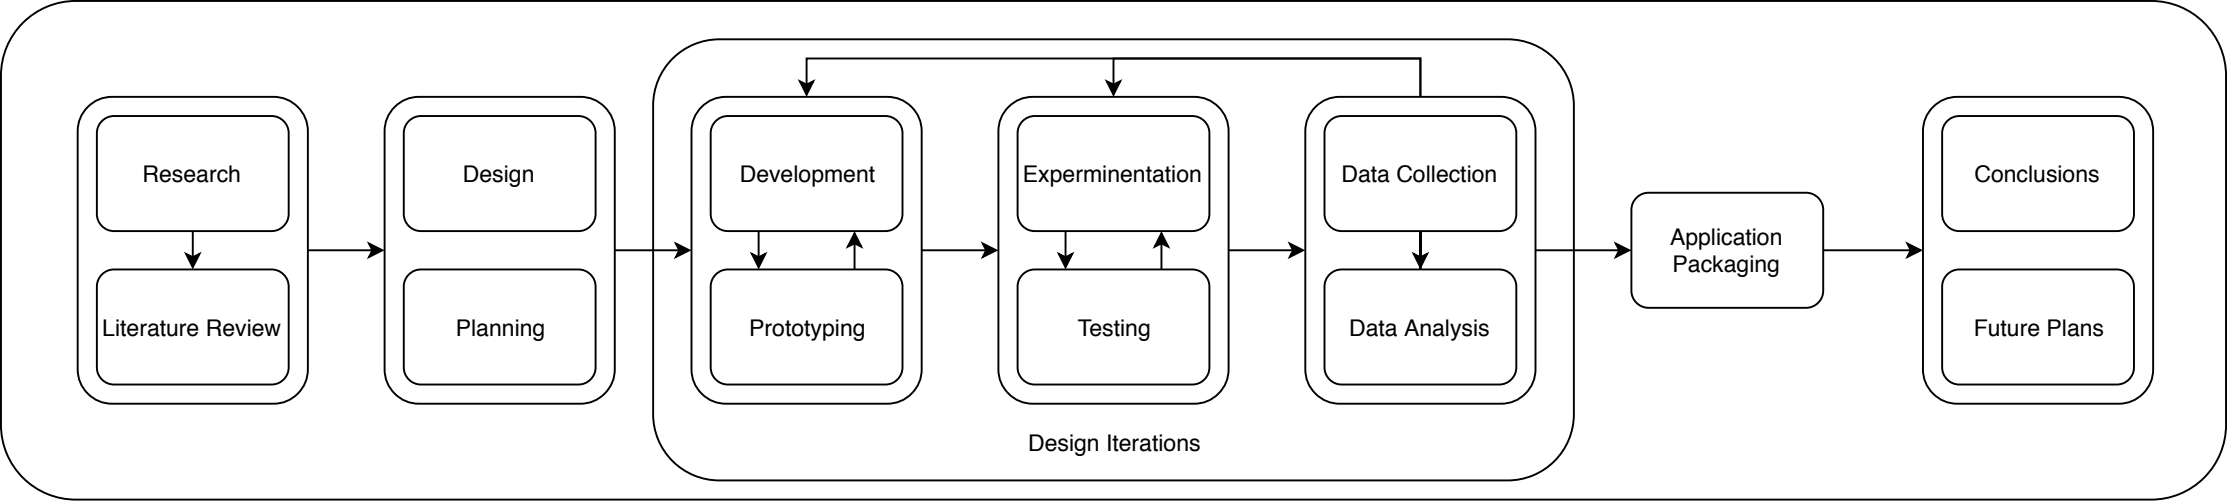 Research
Literature Review
Design
Planning
Development
Prototyping
Experminentation
Testing
Data Collection
Data Analysis
Design Iterations
Application
Packaging
Conclusions
Future Plans